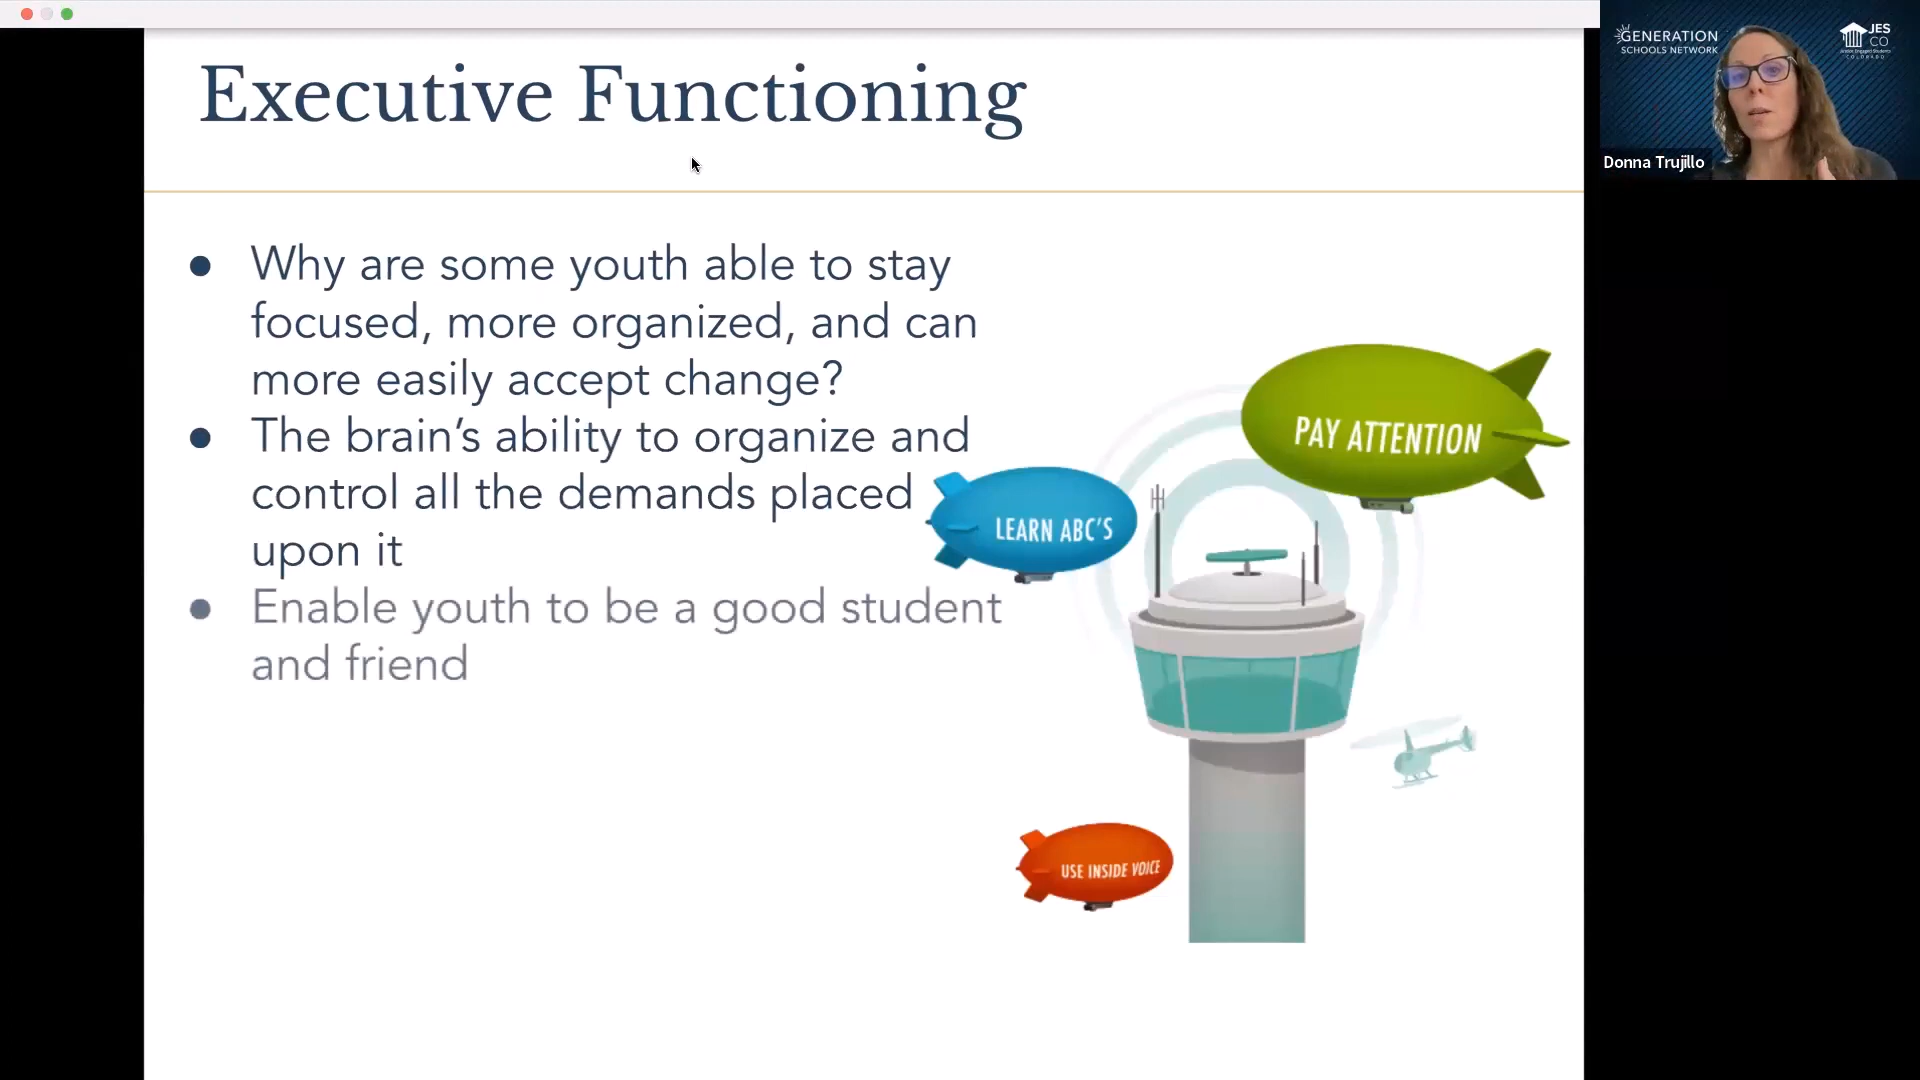 Executive Functioning
GENERATION
SCHOOLS NETWORK
JES
CO
COLORADO
Donna Trujillo
● Why are some youth able to stay
focused, more organized, and can
more easily accept change?
● The brain’s ability to organize and
control all the demands placed
upon it
● Enable youth to be a good student
and friend
PAY ATTENTION
LEARN ABC'S
USE INSIDE VOICE